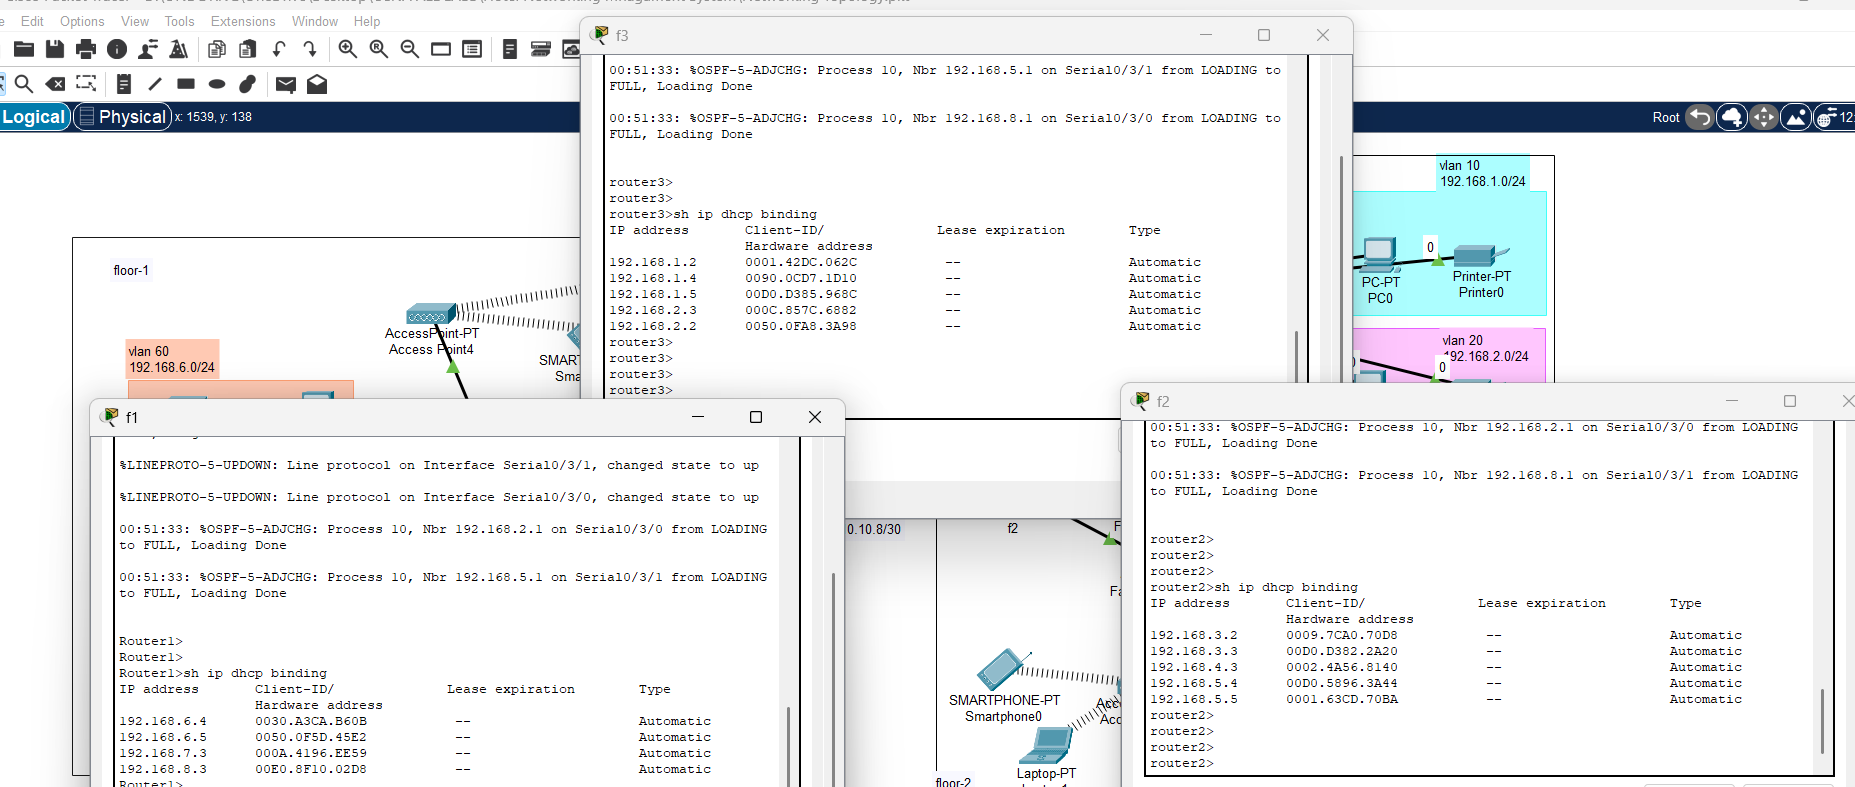 Edit Options View Tools Extensions Window Help
Logical Physical x: 1539, y: 138
Root
12:
floor-1
AccessPoint-PT
Access Point4
vlan 60
192.168.6.0/24
f3
00:51:33: %OSPF-5-ADJCHG: Process 10, Nbr 192.168.5.1 on Serial0/3/1 from LOADING to
FULL, Loading Done
00:51:33: %OSPF-5-ADJCHG: Process 10, Nbr 192.168.8.1 on Serial0/3/0 from LOADING to
FULL, Loading Done
router3>
router3>
router3>sh ip dhcp binding
IP address Client-ID/ Lease expiration Type
Hardware address
192.168.1.2 0001.42DC.062C -- Automatic
192.168.1.4 0090.0CD7.1D10 -- Automatic
192.168.1.5 00D0.D385.968C -- Automatic
192.168.2.3 000C.857C.6882 -- Automatic
192.168.2.2 0050.0FA8.3A98 -- Automatic
router3>
router3>
router3>
router3>
vlan 10
192.168.1.0/24
0
PC-PT
PC0
Printer-PT
Printer0
vlan 20
192.168.2.0/24
0
f1
%LINEPROTO-5-UPDOWN: Line protocol on Interface Serial0/3/1, changed state to up
%LINEPROTO-5-UPDOWN: Line protocol on Interface Serial0/3/0, changed state to up
00:51:33: %OSPF-5-ADJCHG: Process 10, Nbr 192.168.2.1 on Serial0/3/0 from LOADING
to FULL, Loading Done
00:51:33: %OSPF-5-ADJCHG: Process 10, Nbr 192.168.5.1 on Serial0/3/1 from LOADING
to FULL, Loading Done
Router1>
Router1>
Router1>sh ip dhcp binding
IP address Client-ID/ Lease expiration Type
Hardware address
192.168.6.4 0030.A3CA.B60B -- Automatic
192.168.6.5 0050.0F5D.45E2 -- Automatic
192.168.7.3 000A.4196.EE59 -- Automatic
192.168.8.3 00E0.8F10.02D8 -- Automatic
Router1>
0.10.8/30
f2
SMARTPHONE-PT
Smartphone0
Laptop-PT
floor-2
f2
00:51:33: %OSPF-5-ADJCHG: Process 10, Nbr 192.168.2.1 on Serial0/3/0 from LOADING
to FULL, Loading Done
00:51:33: %OSPF-5-ADJCHG: Process 10, Nbr 192.168.8.1 on Serial0/3/1 from LOADING
to FULL, Loading Done
router2>
router2>
router2>
router2>sh ip dhcp binding
IP address Client-ID/ Lease expiration Type
Hardware address
192.168.3.2 0009.7CA0.70D8 -- Automatic
192.168.3.3 00D0.D382.2A20 -- Automatic
192.168.4.3 0002.4A56.8140 -- Automatic
192.168.5.4 00D0.5896.3A44 -- Automatic
192.168.5.5 0001.63CD.70BA -- Automatic
router2>
router2>
router2>
router2>